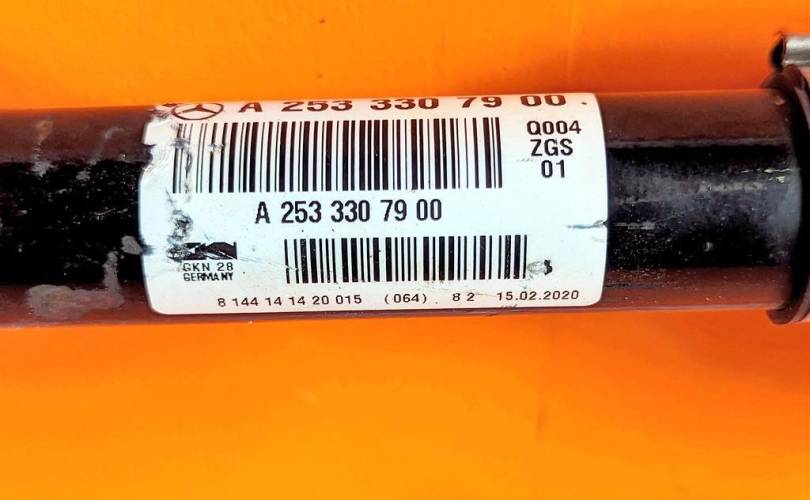 A 253 330 79 00
Q004
ZGS
01
A 253 330 79 00
GKN 28
GERMANY
8 144 14 14 20 015 (064) . 8 2 15.02.2020